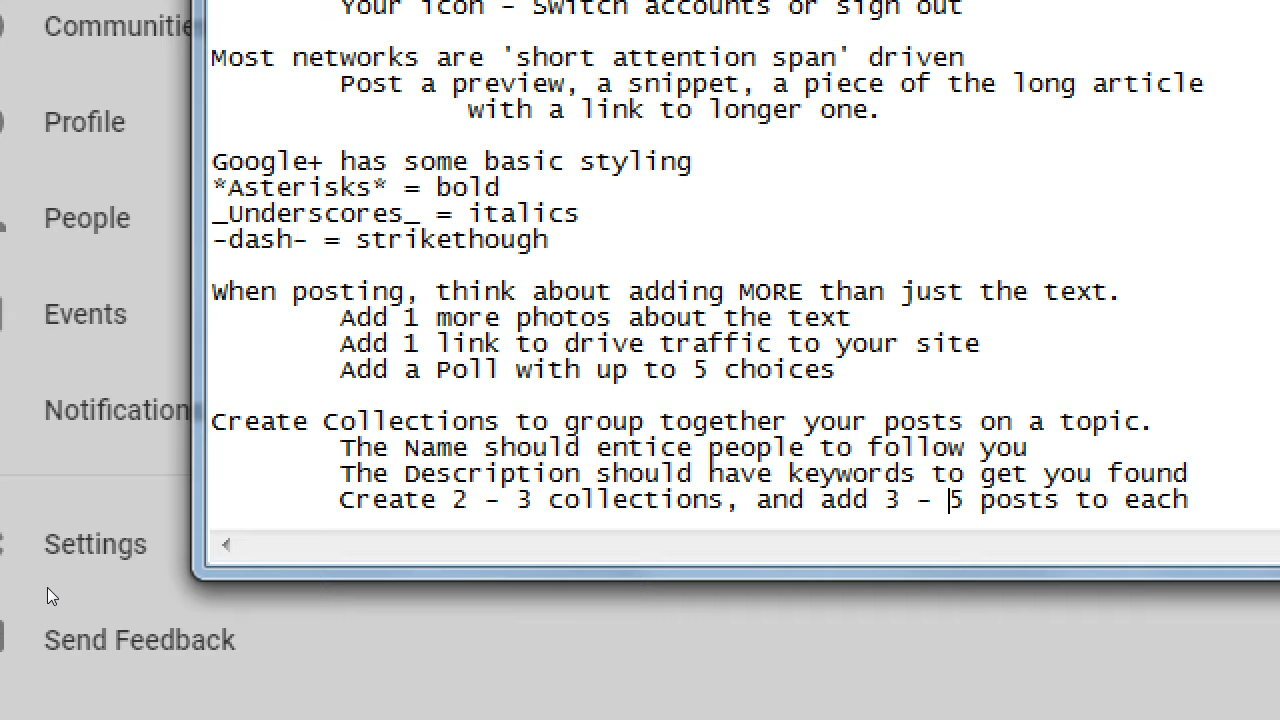 Communitie
Profile
People
Events
Notification
Settings
Send Feedback
Your icon - Switch accounts or sign out
Most networks are 'short attention span' driven
Post a preview, a snippet, a piece of the long article
with a link to longer one.
Google+ has some basic styling
*Asterisks* = bold
_Underscores_ = italics
-dash- = strikethough
When posting, think about adding MORE than just the text.
Add 1 more photos about the text
Add 1 link to drive traffic to your site
Add a Poll with up to 5 choices
Create Collections to group together your posts on a topic.
The Name should entice people to follow you
The Description should have keywords to get you found
Create 2 - 3 collections, and add 3 - 5 posts to each